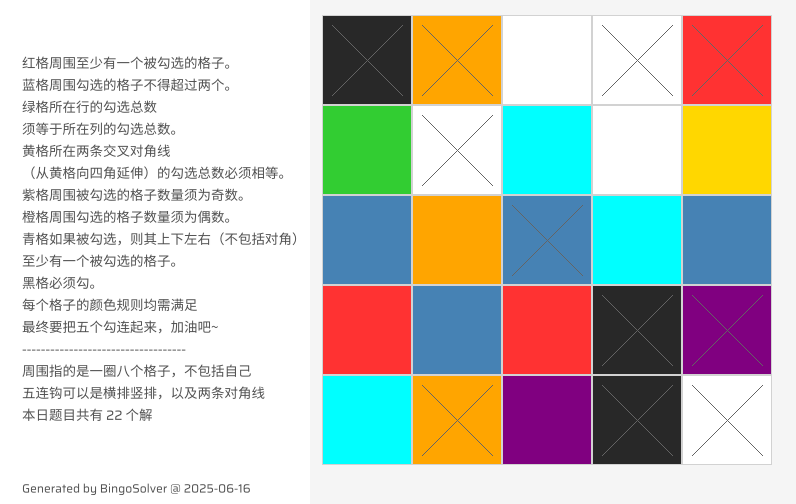 红格周围至少有一个被勾选的格子。
蓝格周围勾选的格子不得超过两个。
绿格所在行的勾选总数
须等于所在列的勾选总数。
黄格所在两条交叉对角线
（从黄格向四角延伸）的勾选总数必须相等。
紫格周围被勾选的格子数量须为奇数。
橙格周围勾选的格子数量须为偶数。
青格如果被勾选，则其上下左右（不包括对角）
至少有一个被勾选的格子。
黑格必须勾。
每个格子的颜色规则均需满足
最终要把五个勾连起来，加油吧~
-----------------------------------
周围指的是一圈八个格子，不包括自己
五连钩可以是横排竖排，以及两条对角线
本日题目共有 22 个解
Generated by BingoSolver @ 2025-06-16